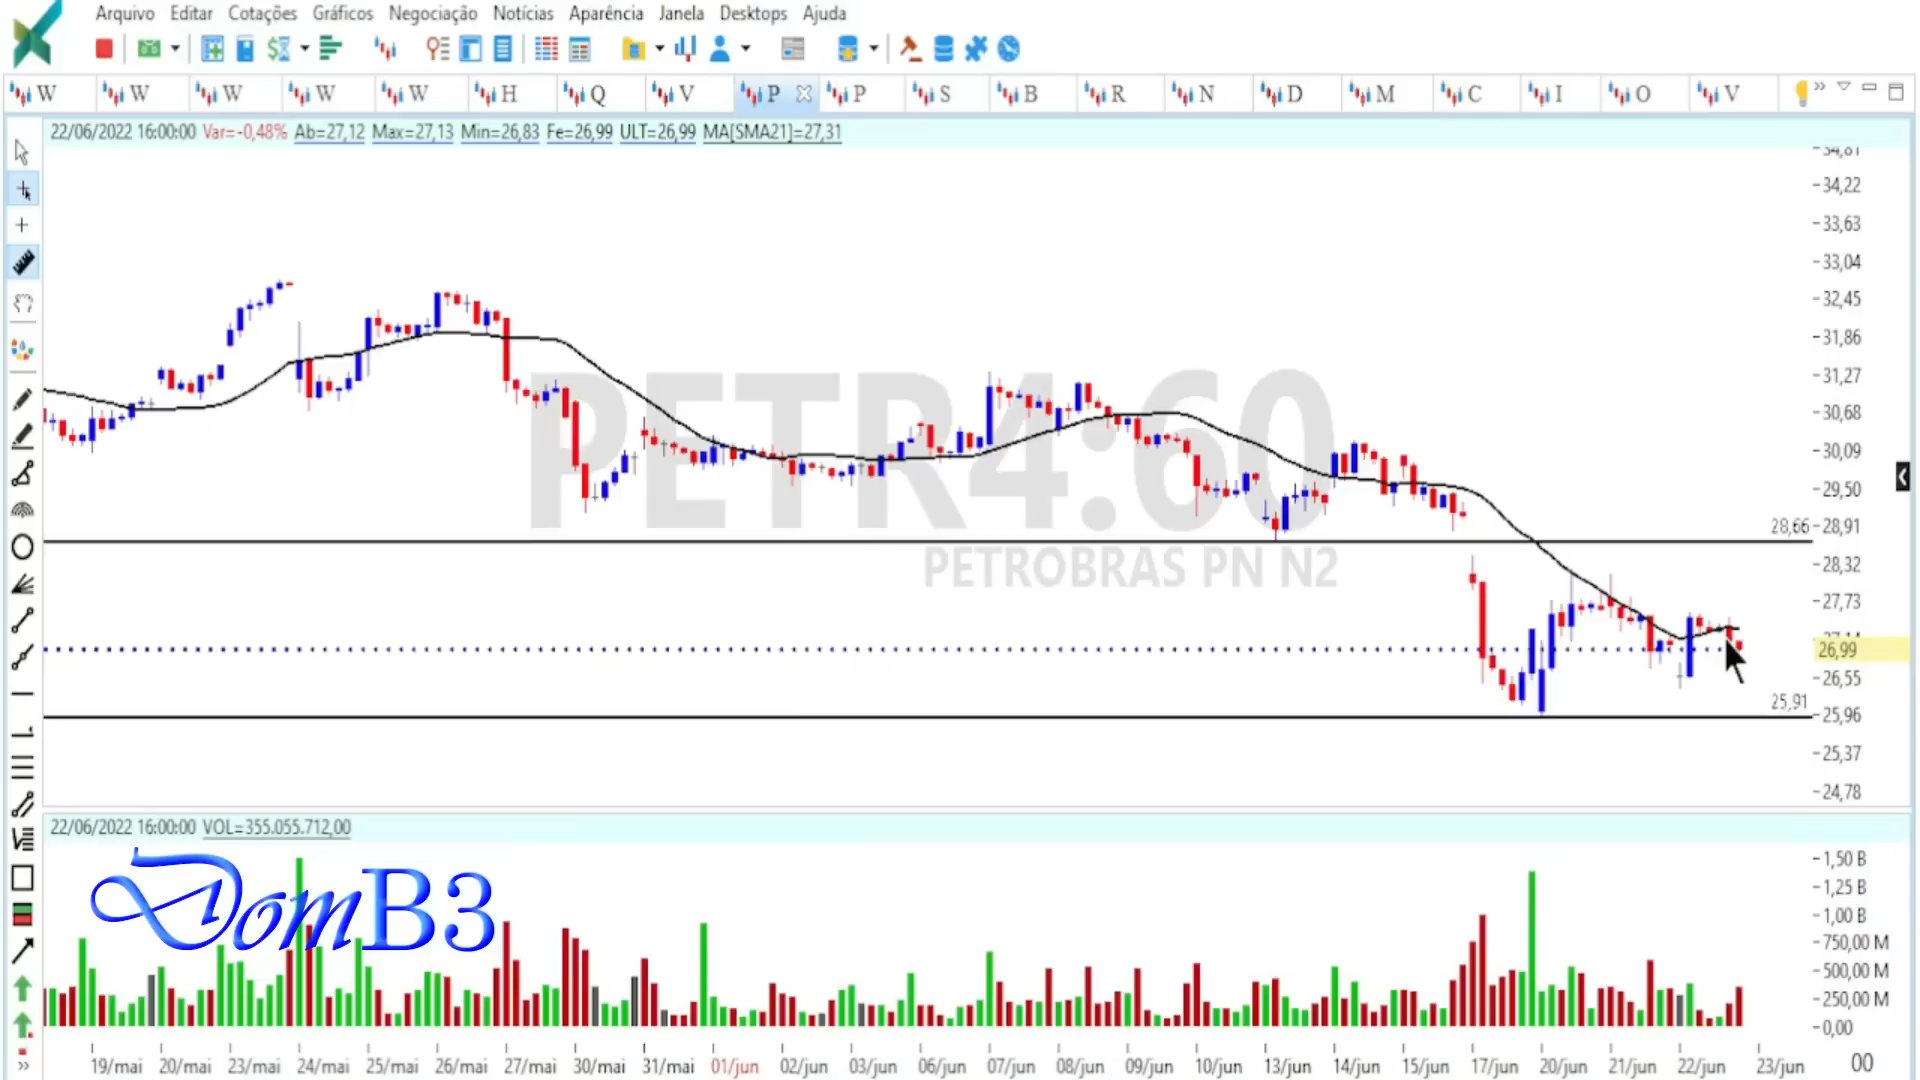 Arquivo Editar Cotações Gráficos Negociação Notícias Aparência Janela Desktops Ajuda
W W W W W H Q V P P S B R N D M C I O V
22/06/2022 16:00:00 Var=-0,48% Ab=27,12 Max=27,13 Min=26,83 Fe=26,99 ULT=26,99 MA[SMA21]=27,31
34,81
34,22
33,63
33,04
32,45
31,86
31,27
30,68
30,09
29,50
28,91
28,32
27,73
26,99
26,55
25,96
25,37
24,78
PETR4:60
PETROBRAS PN N2
28,66
25,91
22/06/2022 16:00:00 VOL=355.055.712,00
DomB3
1,50 B
1,25 B
1,00 B
750,00 M
500,00 M
250,00 M
0,00
19/mai 20/mai 23/mai 24/mai 25/mai 26/mai 27/mai 30/mai 31/mai 01/jun 02/jun 03/jun 06/jun 07/jun 08/jun 09/jun 10/jun 13/jun 14/jun 15/jun 17/jun 20/jun 21/jun 22/jun 23/jun 00